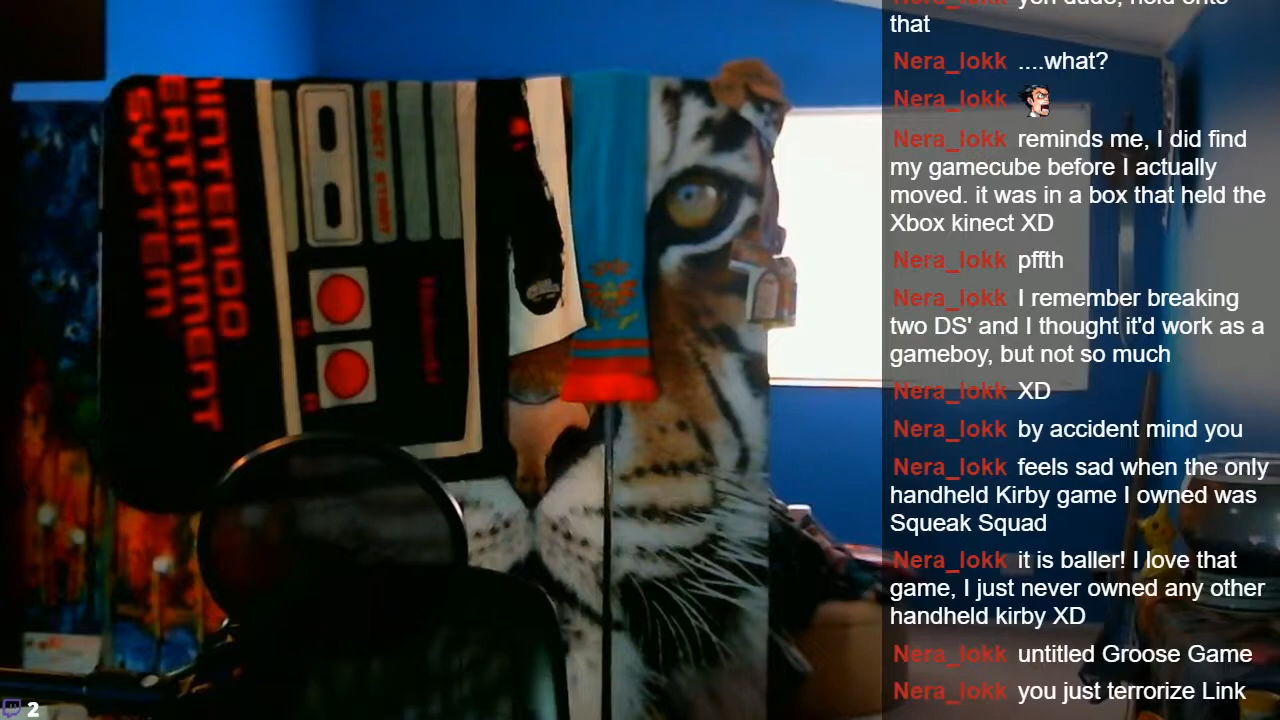 that
Nera_lokk ....what?
Nera_lokk
Nera_lokk reminds me, I did find
my gamecube before I actually
moved. it was in a box that held the
Xbox kinect XD
Nera_lokk pffth
Nera_lokk I remember breaking
two DS' and I thought it'd work as a
gameboy, but not so much
Nera_lokk XD
Nera_lokk by accident mind you
Nera_lokk feels sad when the only
handheld Kirby game I owned was
Squeak Squad
Nera_lokk it is baller! I love that
game, I just never owned any other
handheld kirby XD
Nera_lokk untitled Groose Game
Nera_lokk you just terrorize Link
NINTENDO
ENTERTAINMENT
SYSTEM
SELECT START
Nintendo
B
A
2